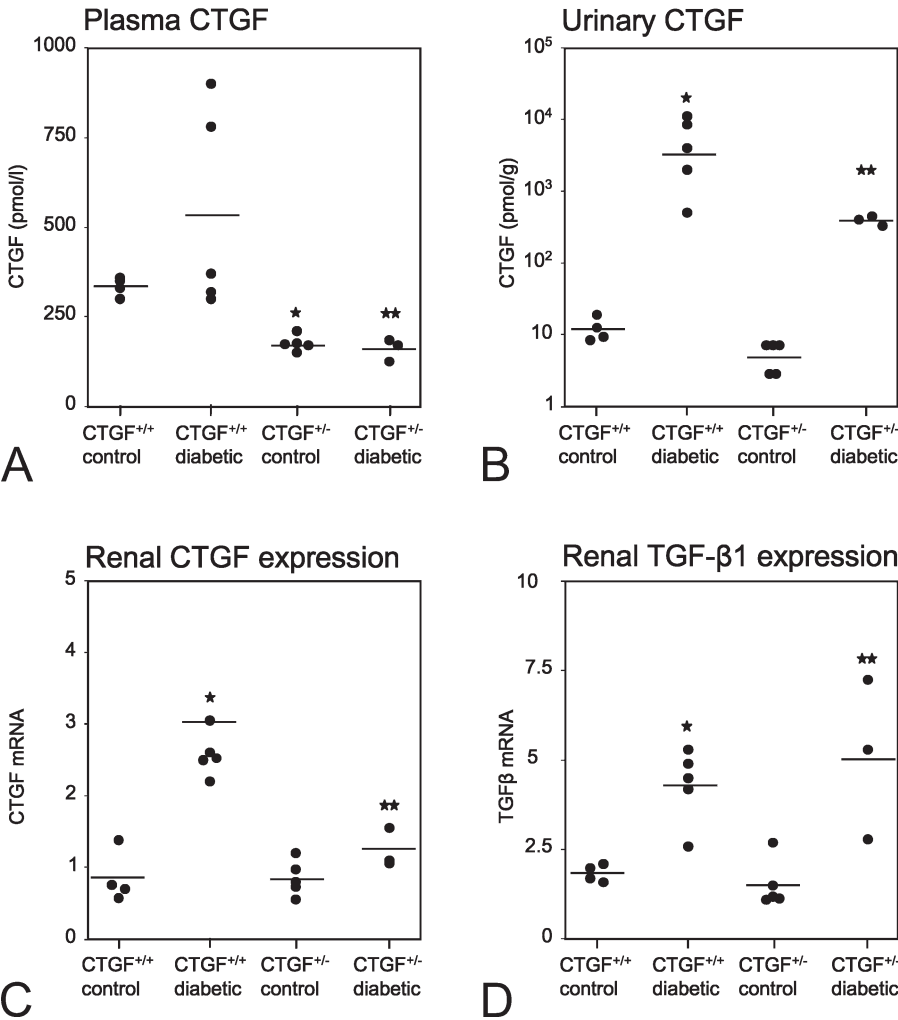 Plasma CTGF
1000
750
500
250
0
CTGF (pmol/l)
★
★★
CTGF+/+ control
CTGF+/+ diabetic
CTGF+/- control
CTGF+/- diabetic
A
Urinary CTGF
10⁵
10⁴
10³
10²
10
1
CTGF (pmol/g)
★
★★
CTGF+/+ control
CTGF+/+ diabetic
CTGF+/- control
CTGF+/- diabetic
B
Renal CTGF expression
5
4
3
2
1
0
CTGF mRNA
★
★★
CTGF+/+ control
CTGF+/+ diabetic
CTGF+/- control
CTGF+/- diabetic
C
Renal TGF-β1 expression
10
7.5
5
2.5
0
TGFβ mRNA
★
★★
CTGF+/+ control
CTGF+/+ diabetic
CTGF+/- control
CTGF+/- diabetic
D